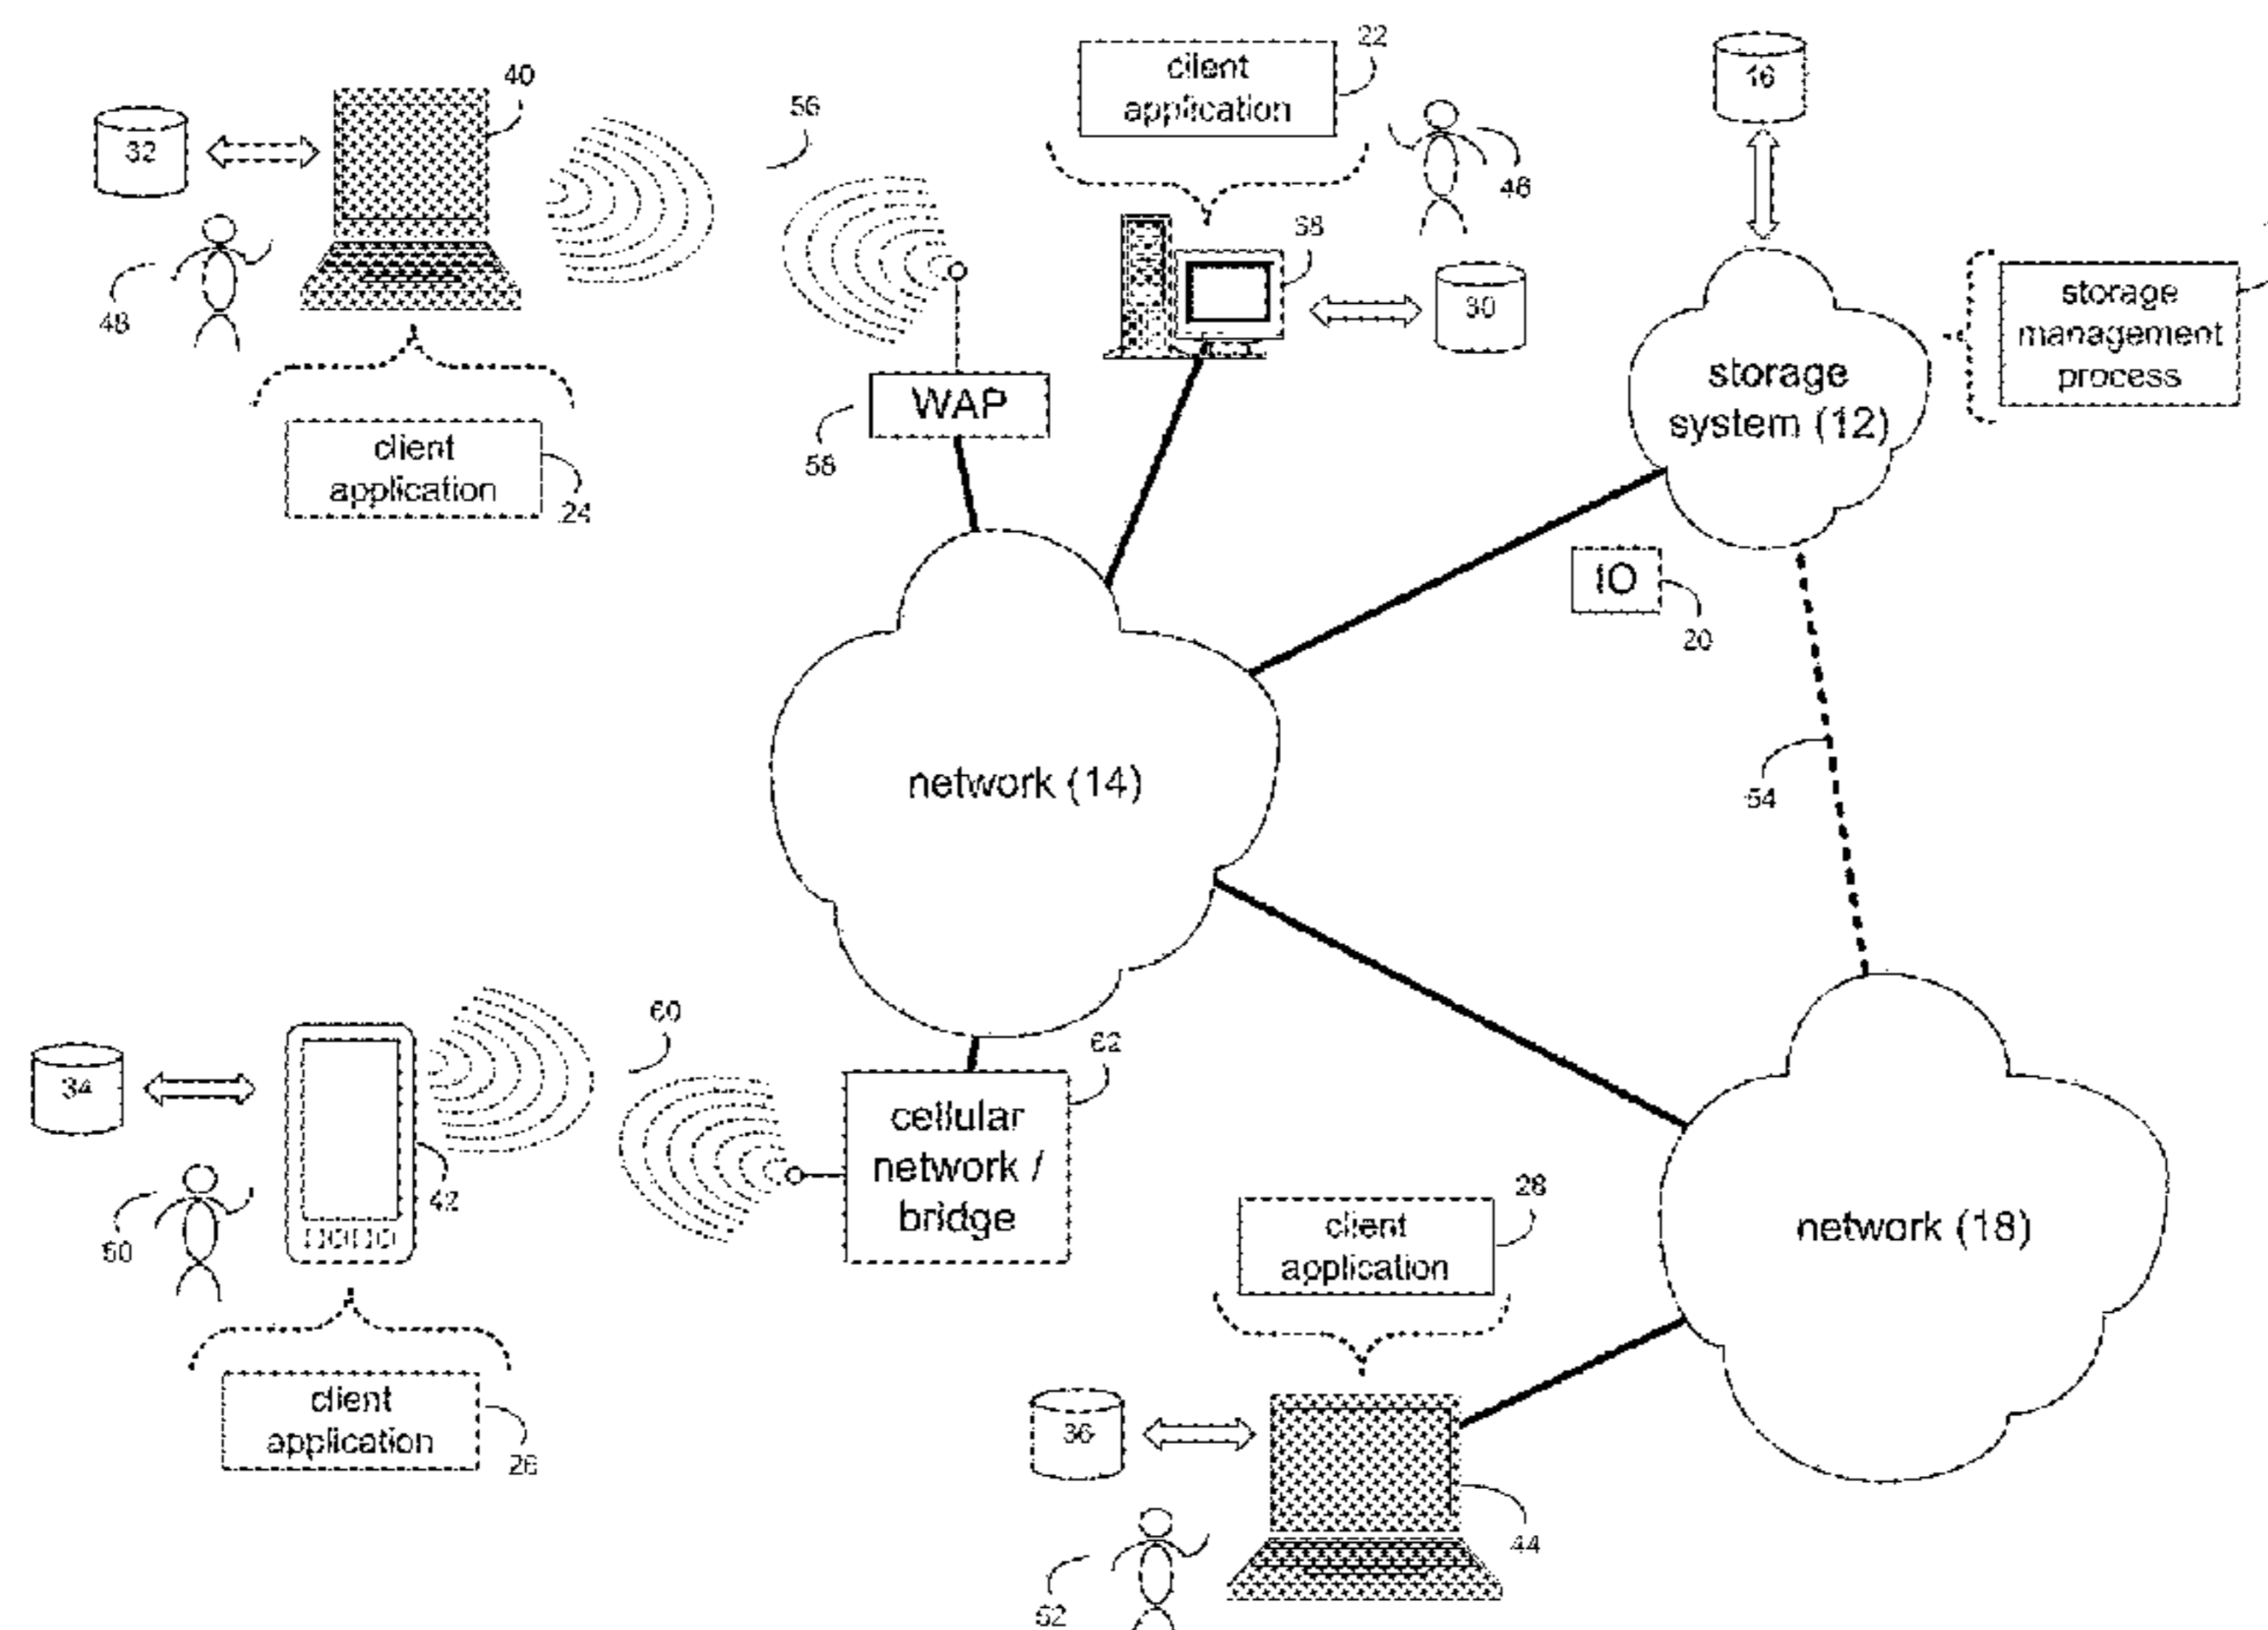 22
client
application
16
40
56
32
46
48
58
30
storage
management
process
storage
system (12)
WAP
58
client
application
24
IO
20
network (14)
54
60
62
34
cellular
network /
bridge
42
50
28
client
application
network (18)
client
application
26
36
44
52